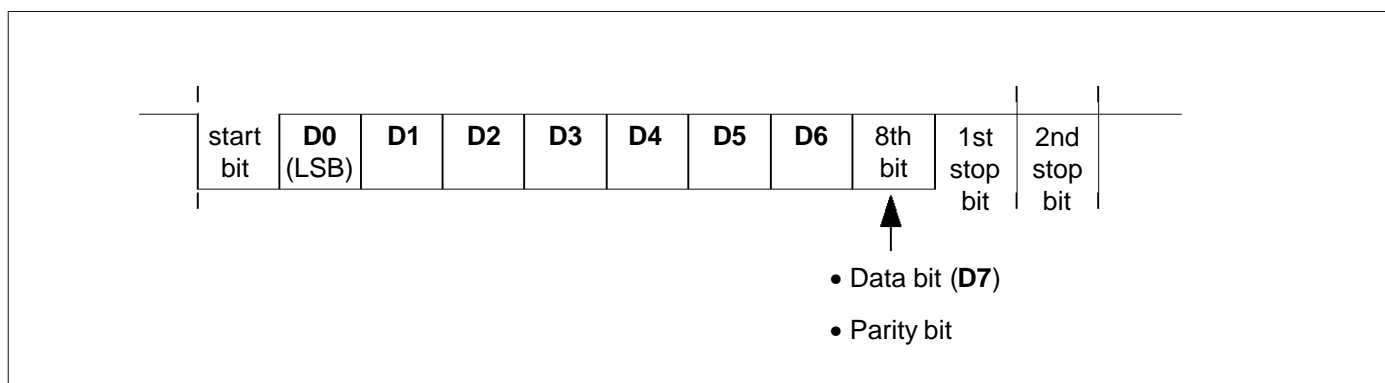 start bit
D0 (LSB)
D1
D2
D3
D4
D5
D6
8th bit
1st stop bit
2nd stop bit
• Data bit (D7)
• Parity bit